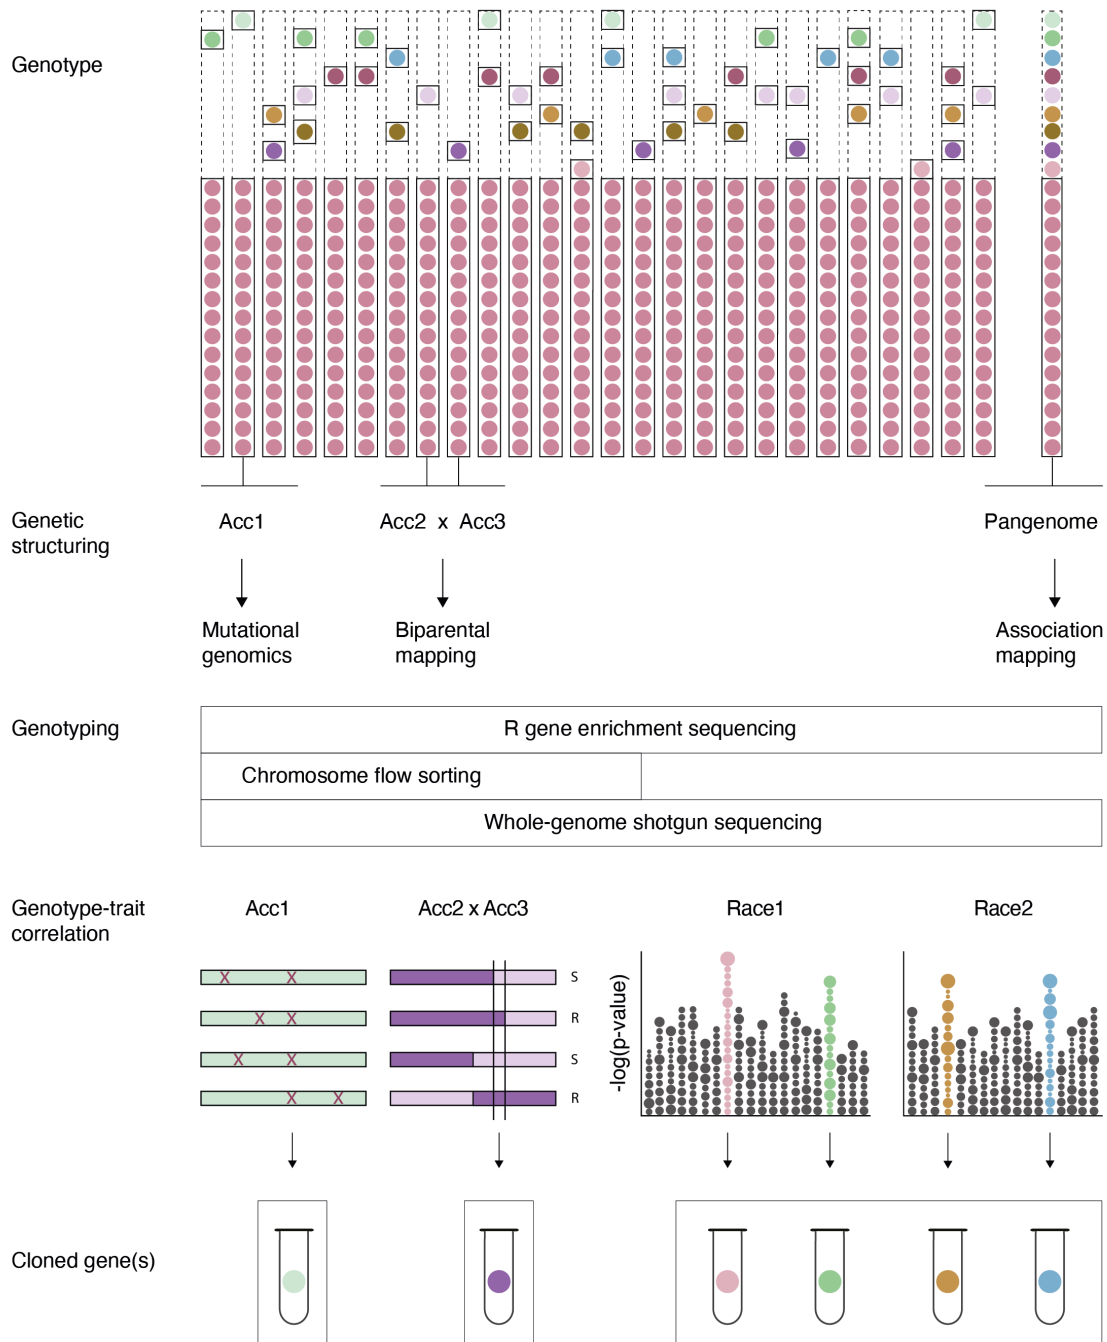 Genotype
Genetic
structuring
Acc1
Acc2 x Acc3
Pangenome
Mutational
genomics
Biparental
mapping
Association
mapping
Genotyping
R gene enrichment sequencing
Chromosome flow sorting
Whole-genome shotgun sequencing
Genotype-trait
correlation
Acc1
Acc2 x Acc3
Race1
Race2
X X
X X
X X
X X
S
R
S
R
-log(p-value)
Cloned gene(s)